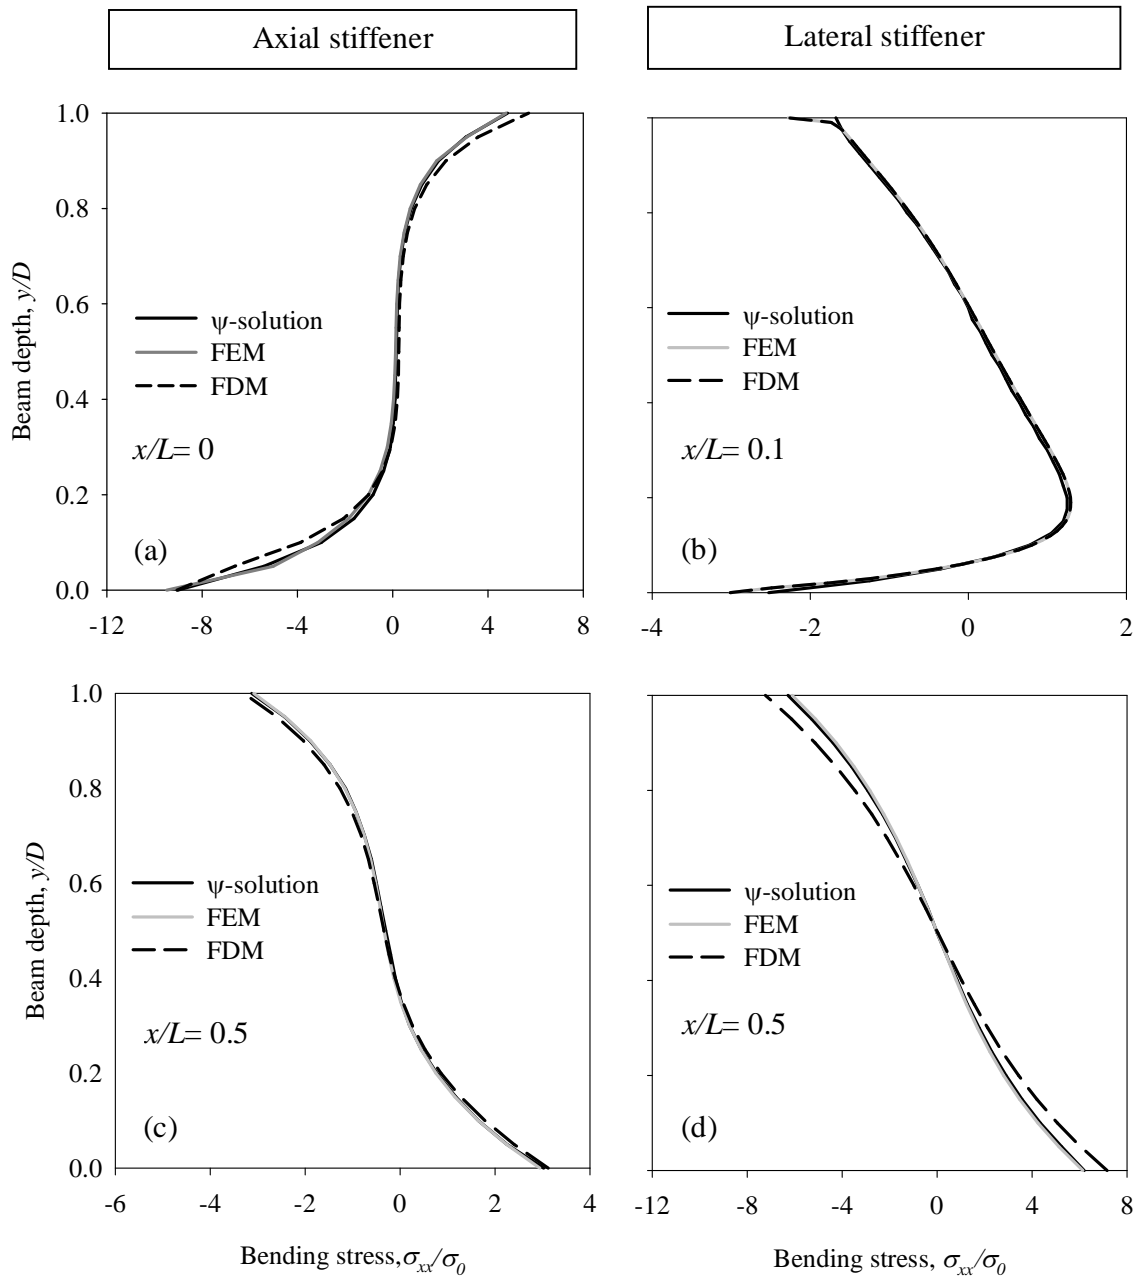 Axial stiffener
Lateral stiffener
1.0
0.8
0.6
0.4
0.2
0.0
Beam depth, y/D
ψ-solution
FEM
FDM
x/L= 0
(a)
-12
-8
-4
0
4
8
ψ-solution
FEM
FDM
x/L= 0.1
(b)
-4
-2
0
2
1.0
0.8
0.6
0.4
0.2
0.0
Beam depth, y/D
ψ-solution
FEM
FDM
x/L= 0.5
(c)
-6
-4
-2
0
2
4
Bending stress,σxx/σ0
ψ-solution
FEM
FDM
x/L= 0.5
(d)
-12
-8
-4
0
4
8
Bending stress, σxx/σ0